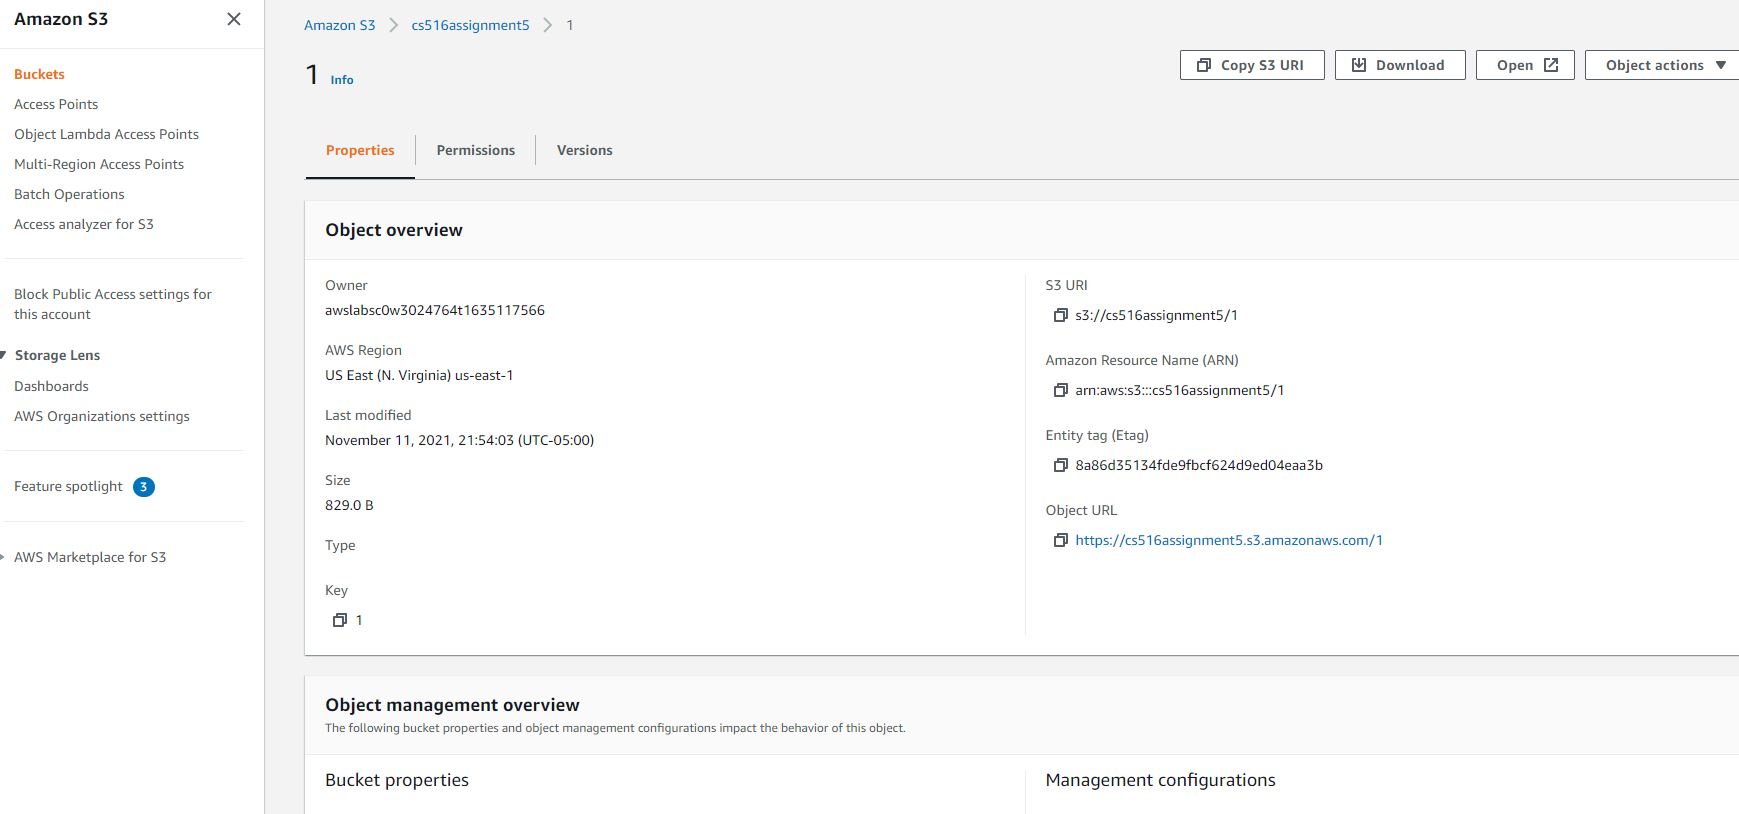 Amazon S3
Buckets
Access Points
Object Lambda Access Points
Multi-Region Access Points
Batch Operations
Access analyzer for S3
Block Public Access settings for
this account
Storage Lens
Dashboards
AWS Organizations settings
Feature spotlight 3
AWS Marketplace for S3
Amazon S3 cs516assignment5 1
1 Info
Copy S3 URI Download Open Object actions
Properties Permissions Versions
Object overview
Owner
awslabsc0w3024764t1635117566
AWS Region
US East (N. Virginia) us-east-1
Last modified
November 11, 2021, 21:54:03 (UTC-05:00)
Size
829.0 B
Type
Key
1
S3 URI
s3://cs516assignment5/1
Amazon Resource Name (ARN)
arn:aws:s3:::cs516assignment5/1
Entity tag (Etag)
8a86d35134fde9fbcf624d9ed04eaa3b
Object URL
https://cs516assignment5.s3.amazonaws.com/1
Object management overview
The following bucket properties and object management configurations impact the behavior of this object.
Bucket properties
Management configurations